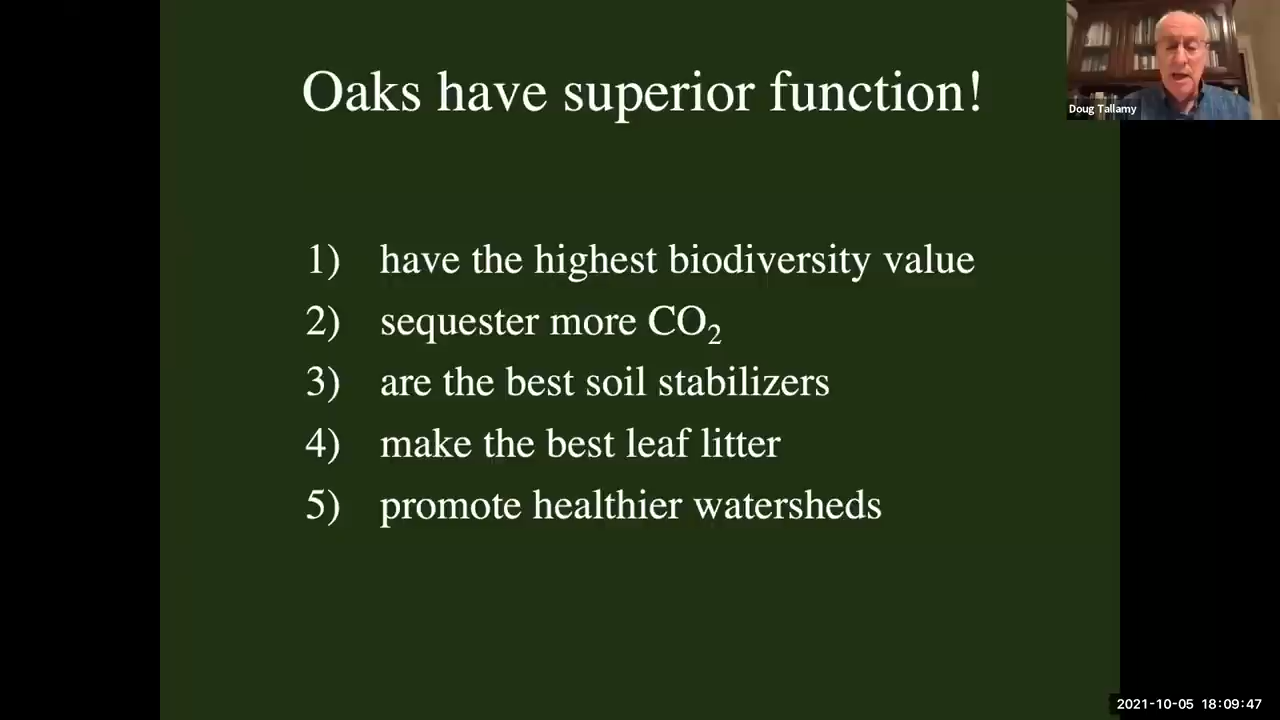 Oaks have superior function!
Doug Tallamy
1) have the highest biodiversity value
2) sequester more CO₂
3) are the best soil stabilizers
4) make the best leaf litter
5) promote healthier watersheds
2021-10-05 18:09:47